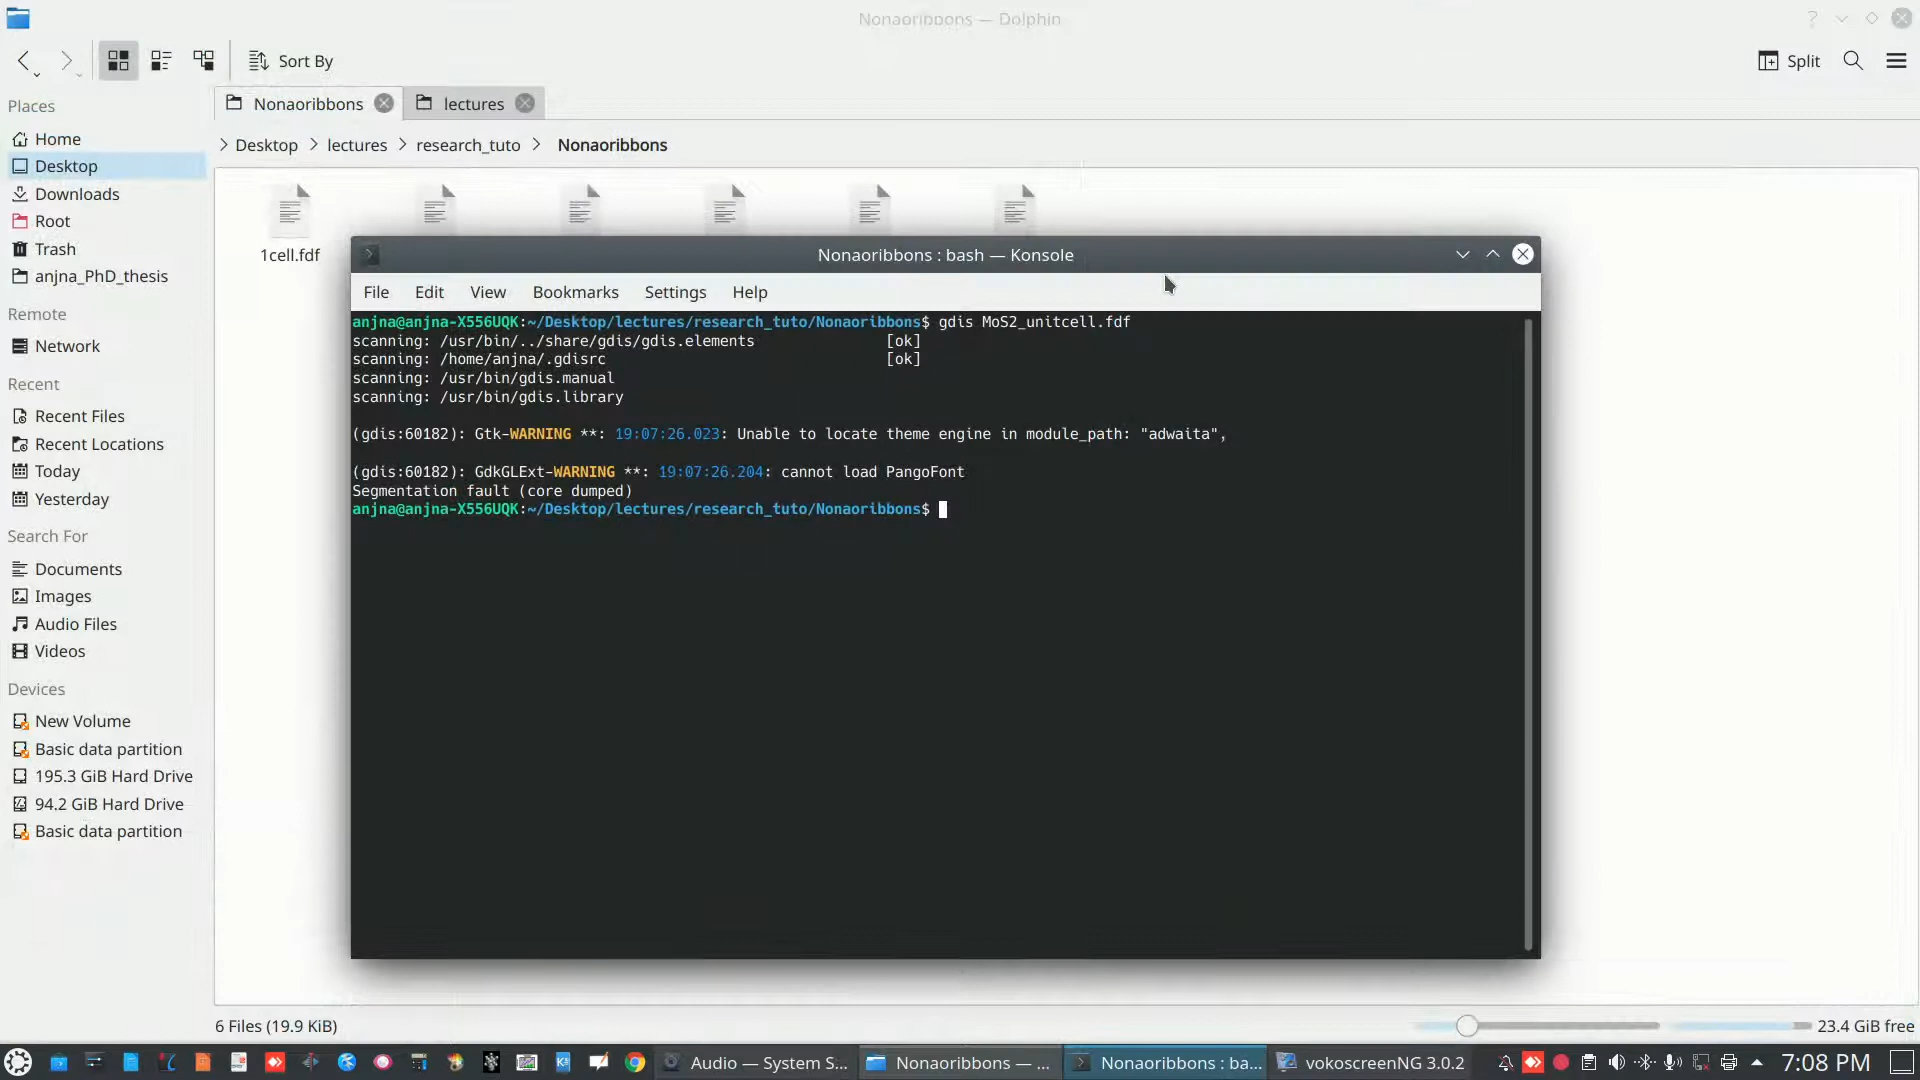 Nonaoribbons — Dolphin
Sort By
Split
Places
Home
Desktop
Downloads
Root
Trash
anjna_PhD_thesis
Remote
Network
Recent
Recent Files
Recent Locations
Today
Yesterday
Search For
Documents
Images
Audio Files
Videos
Devices
New Volume
Basic data partition
195.3 GiB Hard Drive
94.2 GiB Hard Drive
Basic data partition
Nonaoribbons
lectures
> Desktop > lectures > research_tuto > Nonaoribbons
1cell.fdf
Nonaoribbons : bash — Konsole
File Edit View Bookmarks Settings Help
anjna@anjna-X556UQK:~/Desktop/lectures/research_tuto/Nonaoribbons$ gdis MoS2_unitcell.fdf
scanning: /usr/bin/../share/gdis/gdis.elements [ok]
scanning: /home/anjna/.gdisrc [ok]
scanning: /usr/bin/gdis.manual
scanning: /usr/bin/gdis.library
(gdis:60182): Gtk-WARNING **: 19:07:26.023: Unable to locate theme engine in module_path: "adwaita",
(gdis:60182): GdkGLExt-WARNING **: 19:07:26.204: cannot load PangoFont
Segmentation fault (core dumped)
anjna@anjna-X556UQK:~/Desktop/lectures/research_tuto/Nonaoribbons$
6 Files (19.9 KiB)
23.4 GiB free
Audio — System S...
Nonaoribbons — ...
Nonaoribbons : ba...
vokoscreenNG 3.0.2
7:08 PM